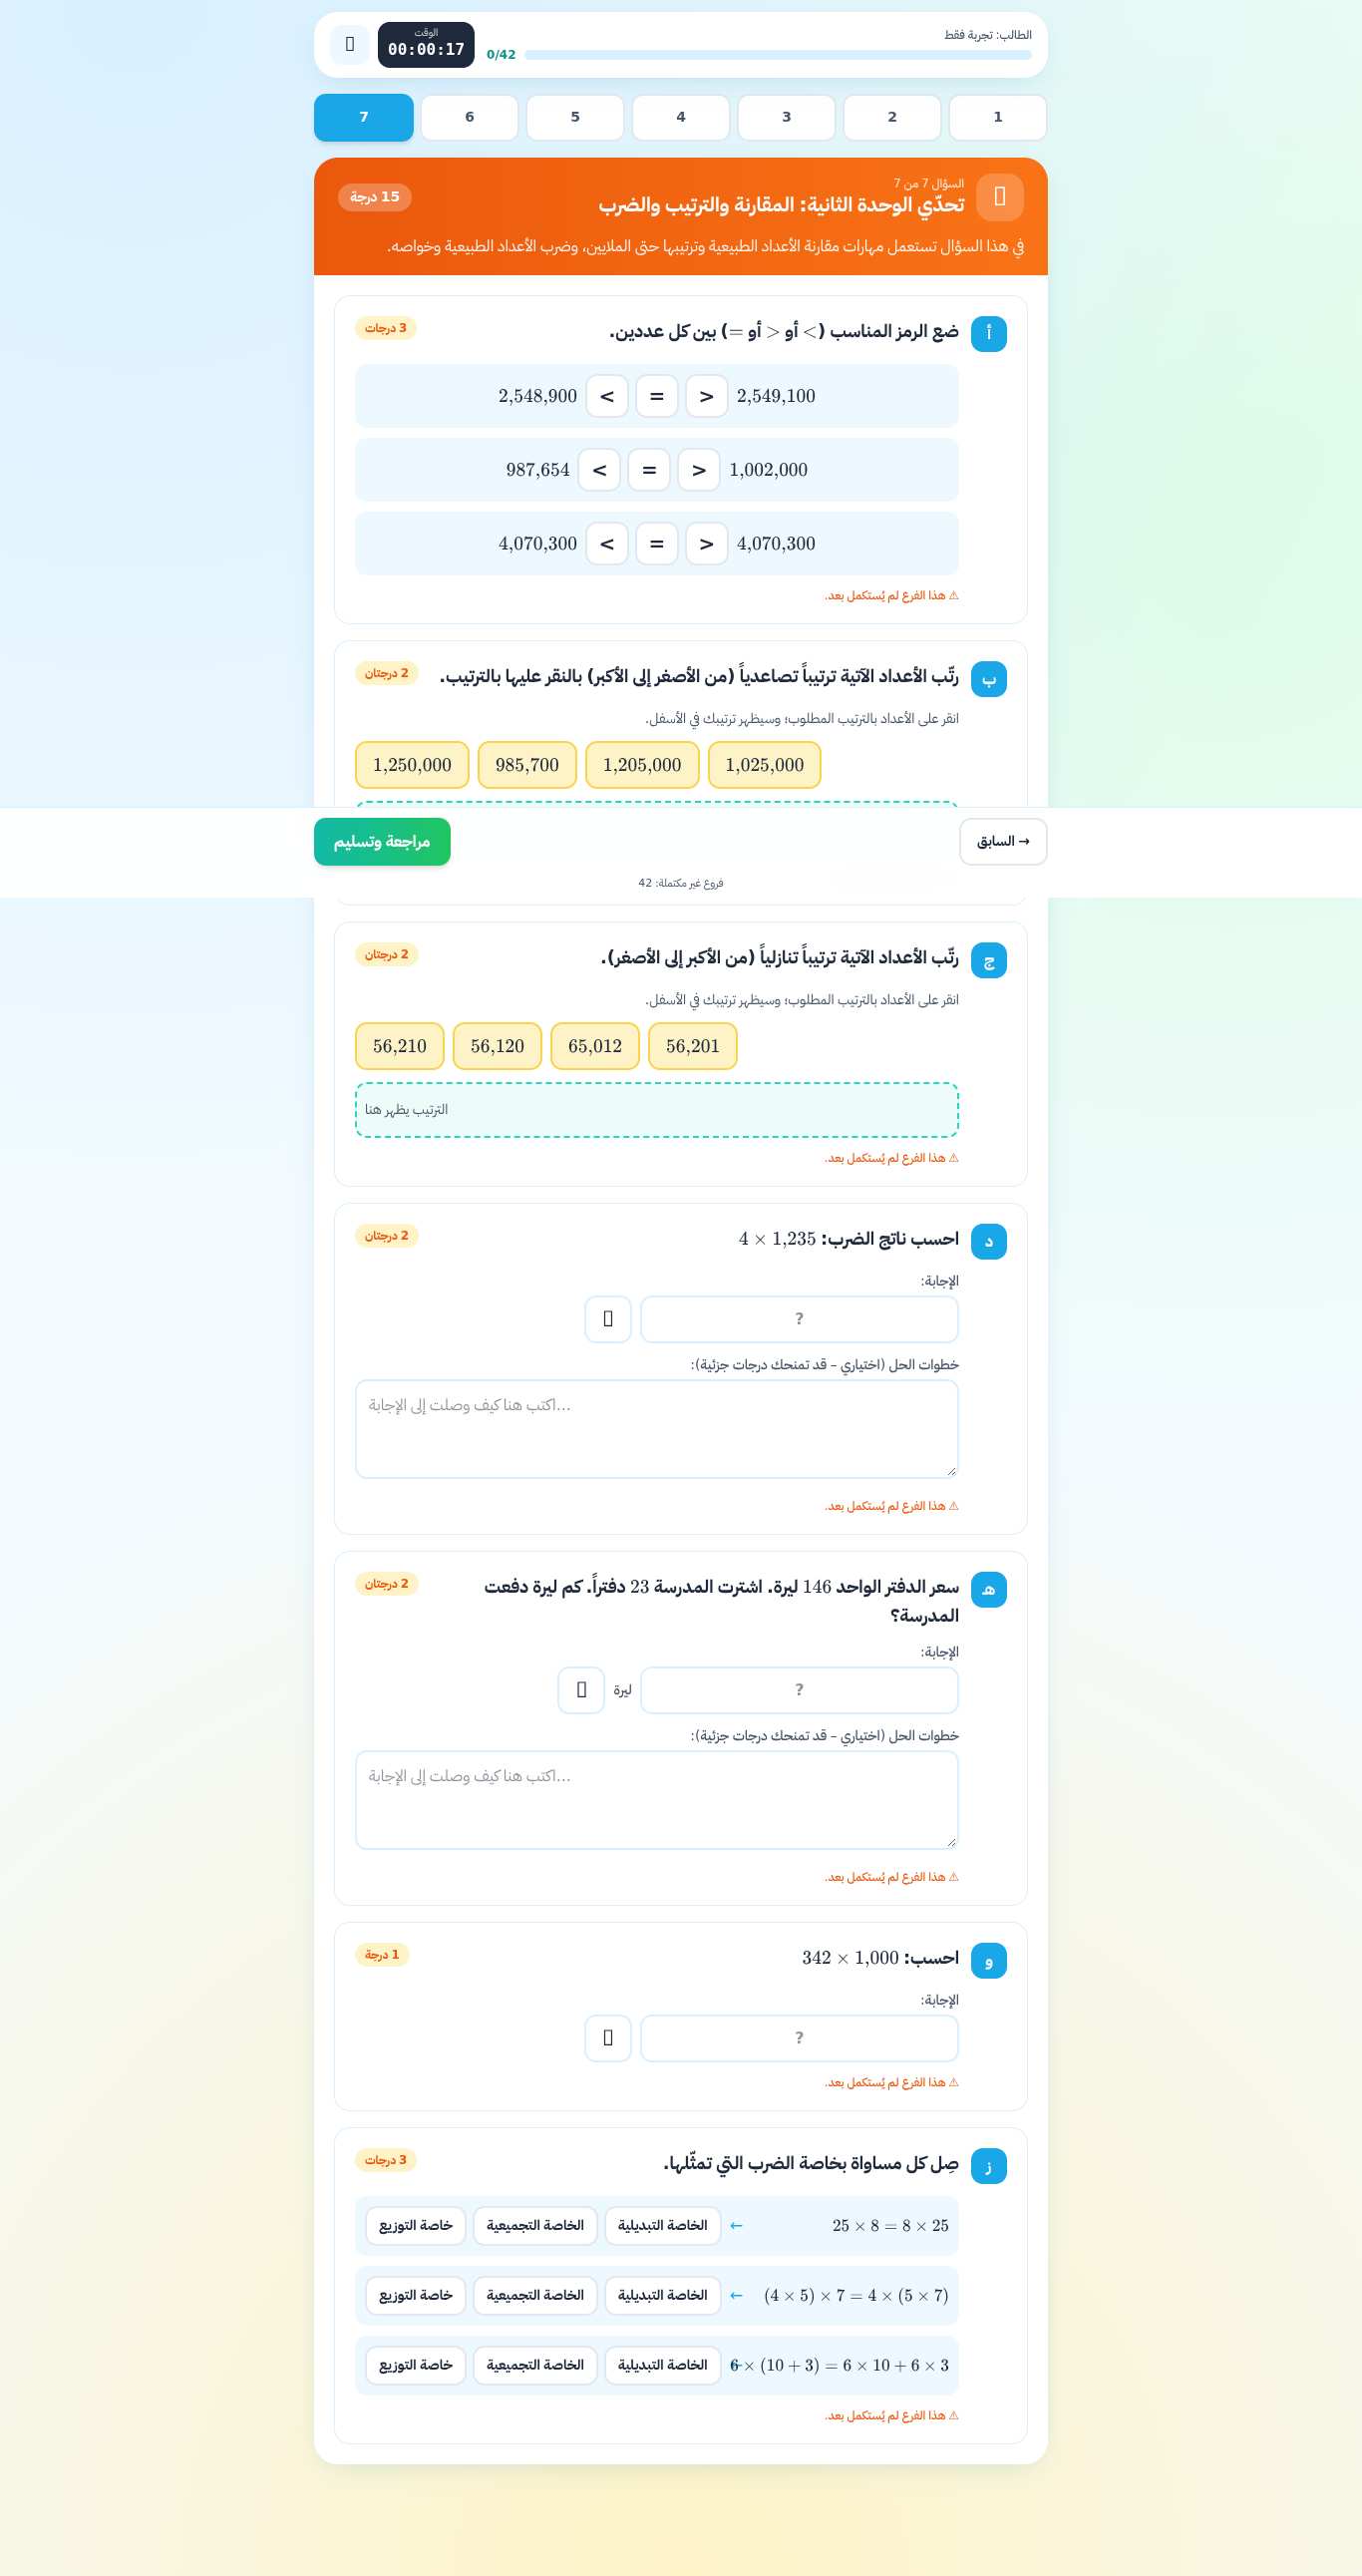 الطالب: تجربة فقط
0/42
الوقت
00:00:17
1 2 3 4 5 6 7
السؤال 7 من 7
تحدّي الوحدة الثانية: المقارنة والترتيب والضرب
15 درجة
في هذا السؤال تستعمل مهارات مقارنة الأعداد الطبيعية وترتيبها حتى الملايين، وضرب الأعداد الطبيعية وخواصه.
أ
ضع الرمز المناسب (> أو < أو =) بين كل عددين.
3 درجات
2,549,100 > = < 2,548,900
1,002,000 > = < 987,654
4,070,300 > = < 4,070,300
⚠ هذا الفرع لم يُستكمل بعد.
ب
رتّب الأعداد الآتية ترتيباً تصاعدياً (من الأصغر إلى الأكبر) بالنقر عليها بالترتيب.
2 درجتان
انقر على الأعداد بالترتيب المطلوب؛ وسيظهر ترتيبك في الأسفل.
1,025,000 1,205,000 985,700 1,250,000
→ السابق
مراجعة وتسليم
فروع غير مكتملة: 42
ج
رتّب الأعداد الآتية ترتيباً تنازلياً (من الأكبر إلى الأصغر).
2 درجتان
انقر على الأعداد بالترتيب المطلوب؛ وسيظهر ترتيبك في الأسفل.
56,201 65,012 56,120 56,210
الترتيب يظهر هنا
⚠ هذا الفرع لم يُستكمل بعد.
د
احسب ناتج الضرب: 4 × 1,235
2 درجتان
الإجابة:
?
خطوات الحل (اختياري – قد تمنحك درجات جزئية):
اكتب هنا كيف وصلت إلى الإجابة...
⚠ هذا الفرع لم يُستكمل بعد.
هـ
سعر الدفتر الواحد 146 ليرة. اشترت المدرسة 23 دفتراً. كم ليرة دفعت
المدرسة؟
2 درجتان
الإجابة:
? ليرة
خطوات الحل (اختياري – قد تمنحك درجات جزئية):
اكتب هنا كيف وصلت إلى الإجابة...
⚠ هذا الفرع لم يُستكمل بعد.
و
احسب: 342 × 1,000
1 درجة
الإجابة:
?
⚠ هذا الفرع لم يُستكمل بعد.
ز
صِل كل مساواة بخاصة الضرب التي تمثّلها.
3 درجات
25 × 8 = 8 × 25 ← الخاصة التبديلية الخاصة التجميعية خاصة التوزيع
(4 × 5) × 7 = 4 × (5 × 7) ← الخاصة التبديلية الخاصة التجميعية خاصة التوزيع
6 × (10 + 3) = 6 × 10 + 6 × 3 ← الخاصة التبديلية الخاصة التجميعية خاصة التوزيع
⚠ هذا الفرع لم يُستكمل بعد.